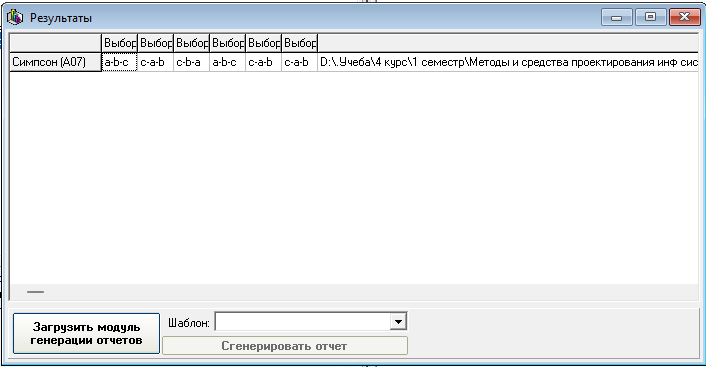 Результаты
Выбор Выбор Выбор Выбор Выбор Выбор
Симпсон (А07) a-b-c c-a-b c-b-a a-b-c c-a-b c-a-b D:\.Учеба\4 курс\1 семестр\Методы и средства проектирования инф сис
Загрузить модуль
генерации отчетов
Шаблон:
Сгенерировать отчет